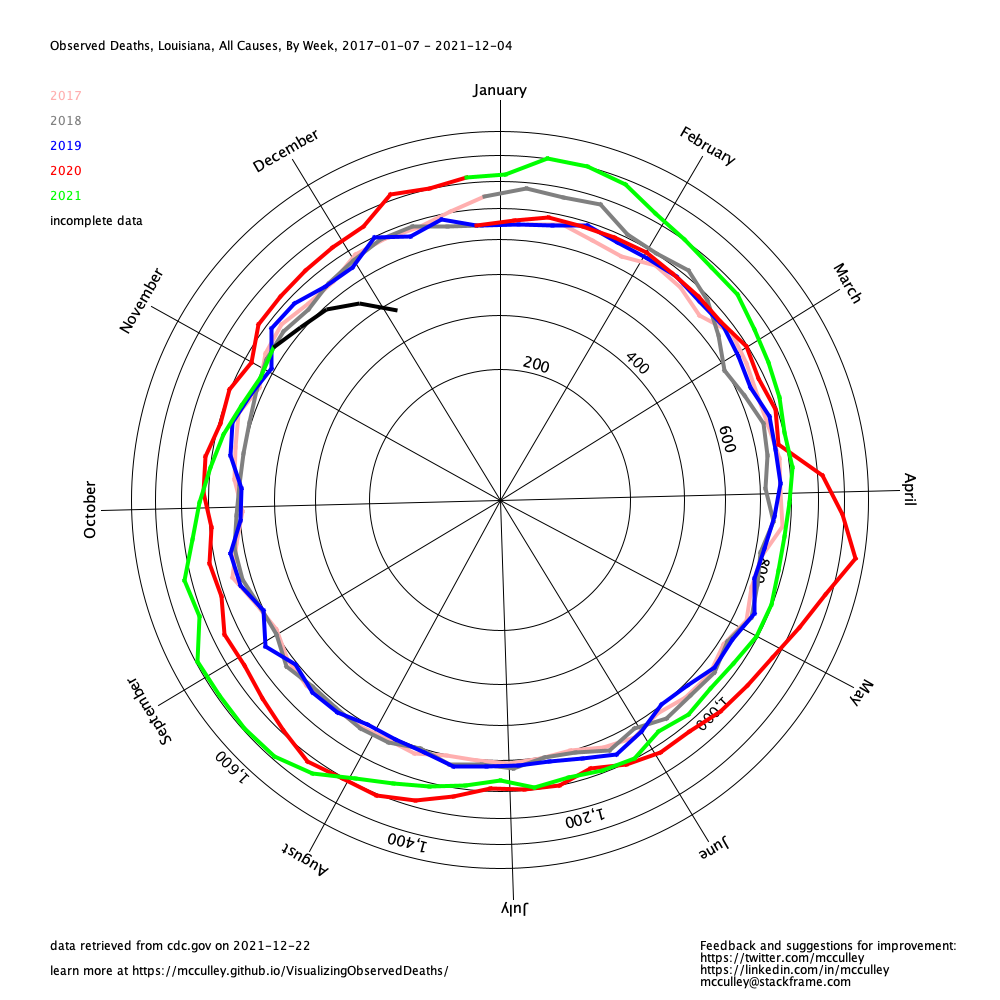 Observed Deaths, Louisiana, All Causes, By Week, 2017-01-07 - 2021-12-04
January
2017
2018
2019
2020
2021
incomplete data
December
February
November
March
200
400
600
October
April
800
May
1,000
September
1,600
1,200
1,400
June
August
July
data retrieved from cdc.gov on 2021-12-22
learn more at https://mcculley.github.io/VisualizingObservedDeaths/
Feedback and suggestions for improvement:
https://twitter.com/mcculley
https://linkedin.com/in/mcculley
mcculley@stackframe.com